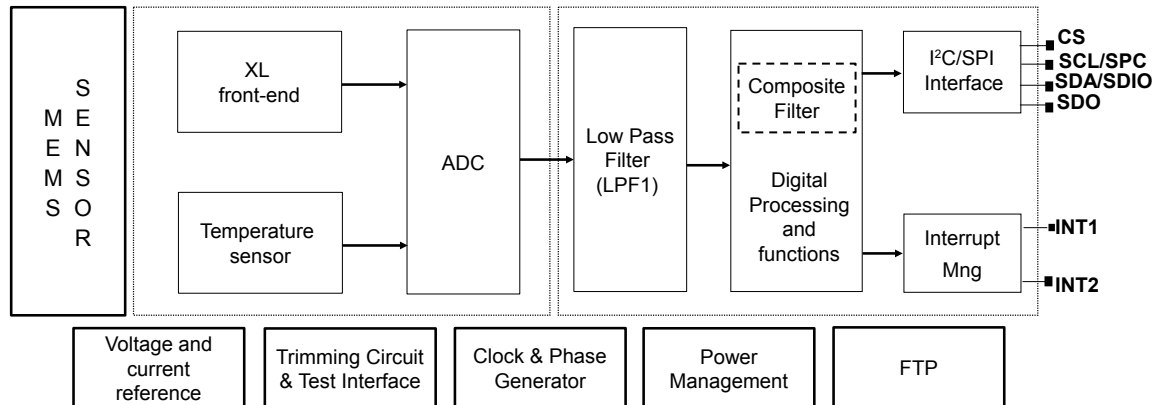 MEMS
SENSOR
XL
front-end
Temperature
sensor
ADC
Low Pass
Filter
(LPF1)
Composite
Filter
Digital
Processing
and
functions
I²C/SPI
Interface
CS
SCL/SPC
SDA/SDIO
SDO
Interrupt
Mng
INT1
INT2
Voltage and
current
reference
Trimming Circuit
& Test Interface
Clock & Phase
Generator
Power
Management
FTP